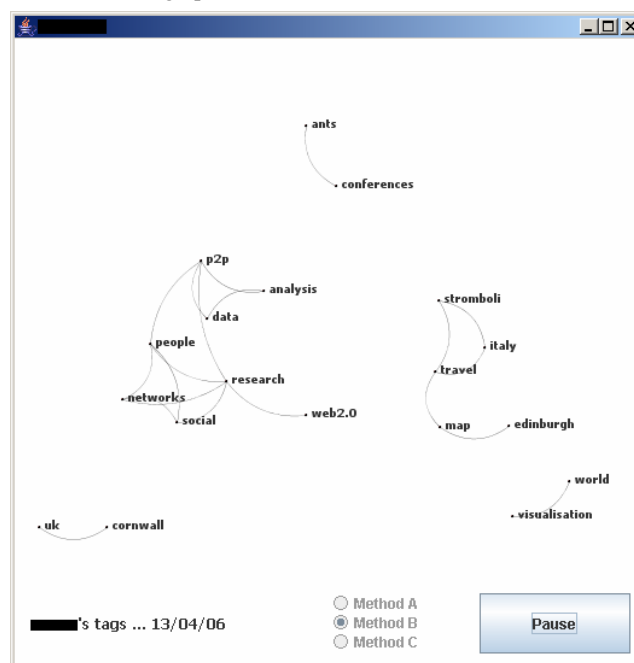 ants
conferences
p2p
analysis
stromboli
data
people
italy
travel
research
networks
web2.0
social
map
edinburgh
world
visualisation
uk
cornwall
Method A
's tags ... 13/04/06
Method B
Pause
Method C